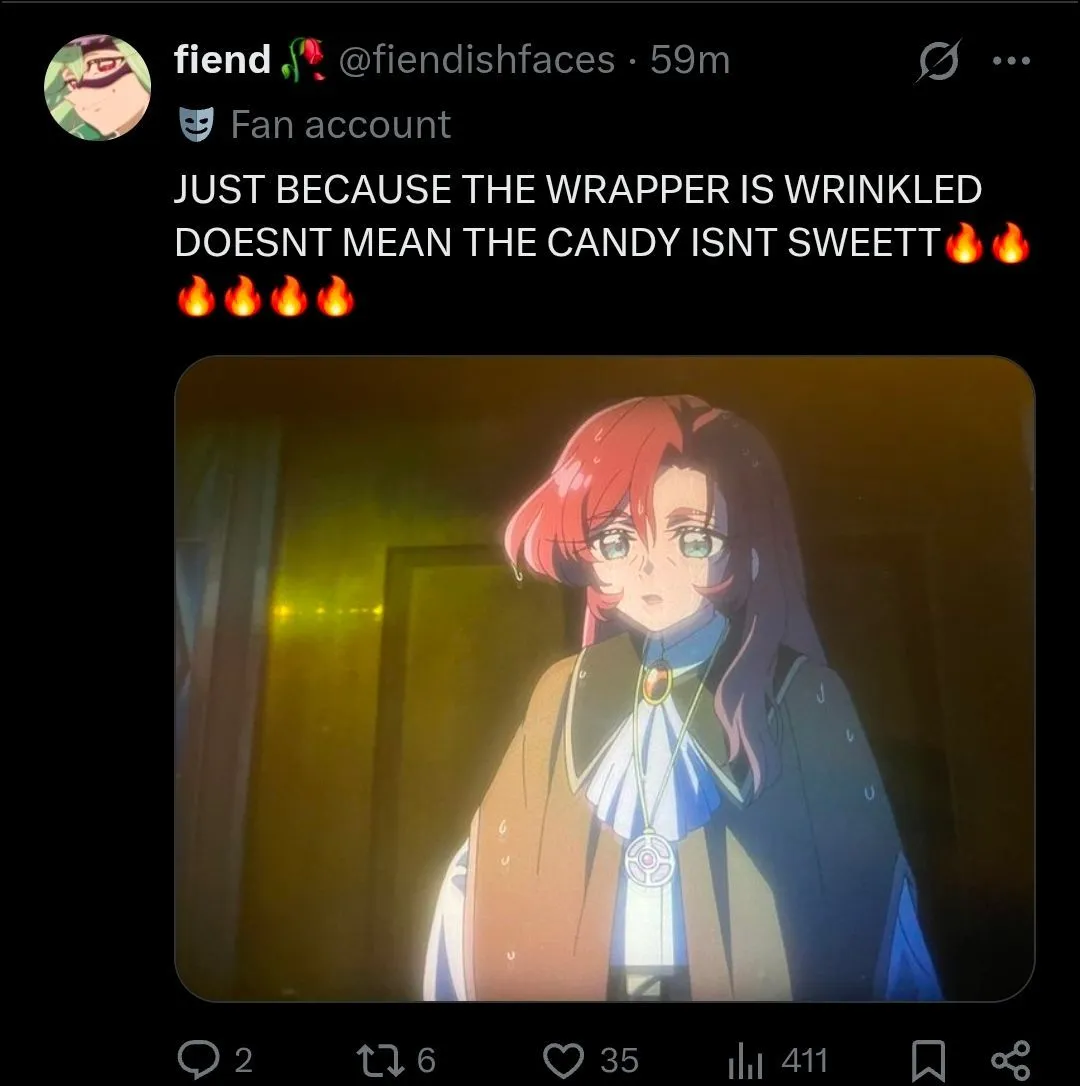 fiend🥀 @fiendishfaces · 59m
🎭 Fan account
JUST BECAUSE THE WRAPPER IS WRINKLED
DOESNT MEAN THE CANDY ISNT SWEETT🔥🔥
🔥🔥🔥🔥
2 6 35 411